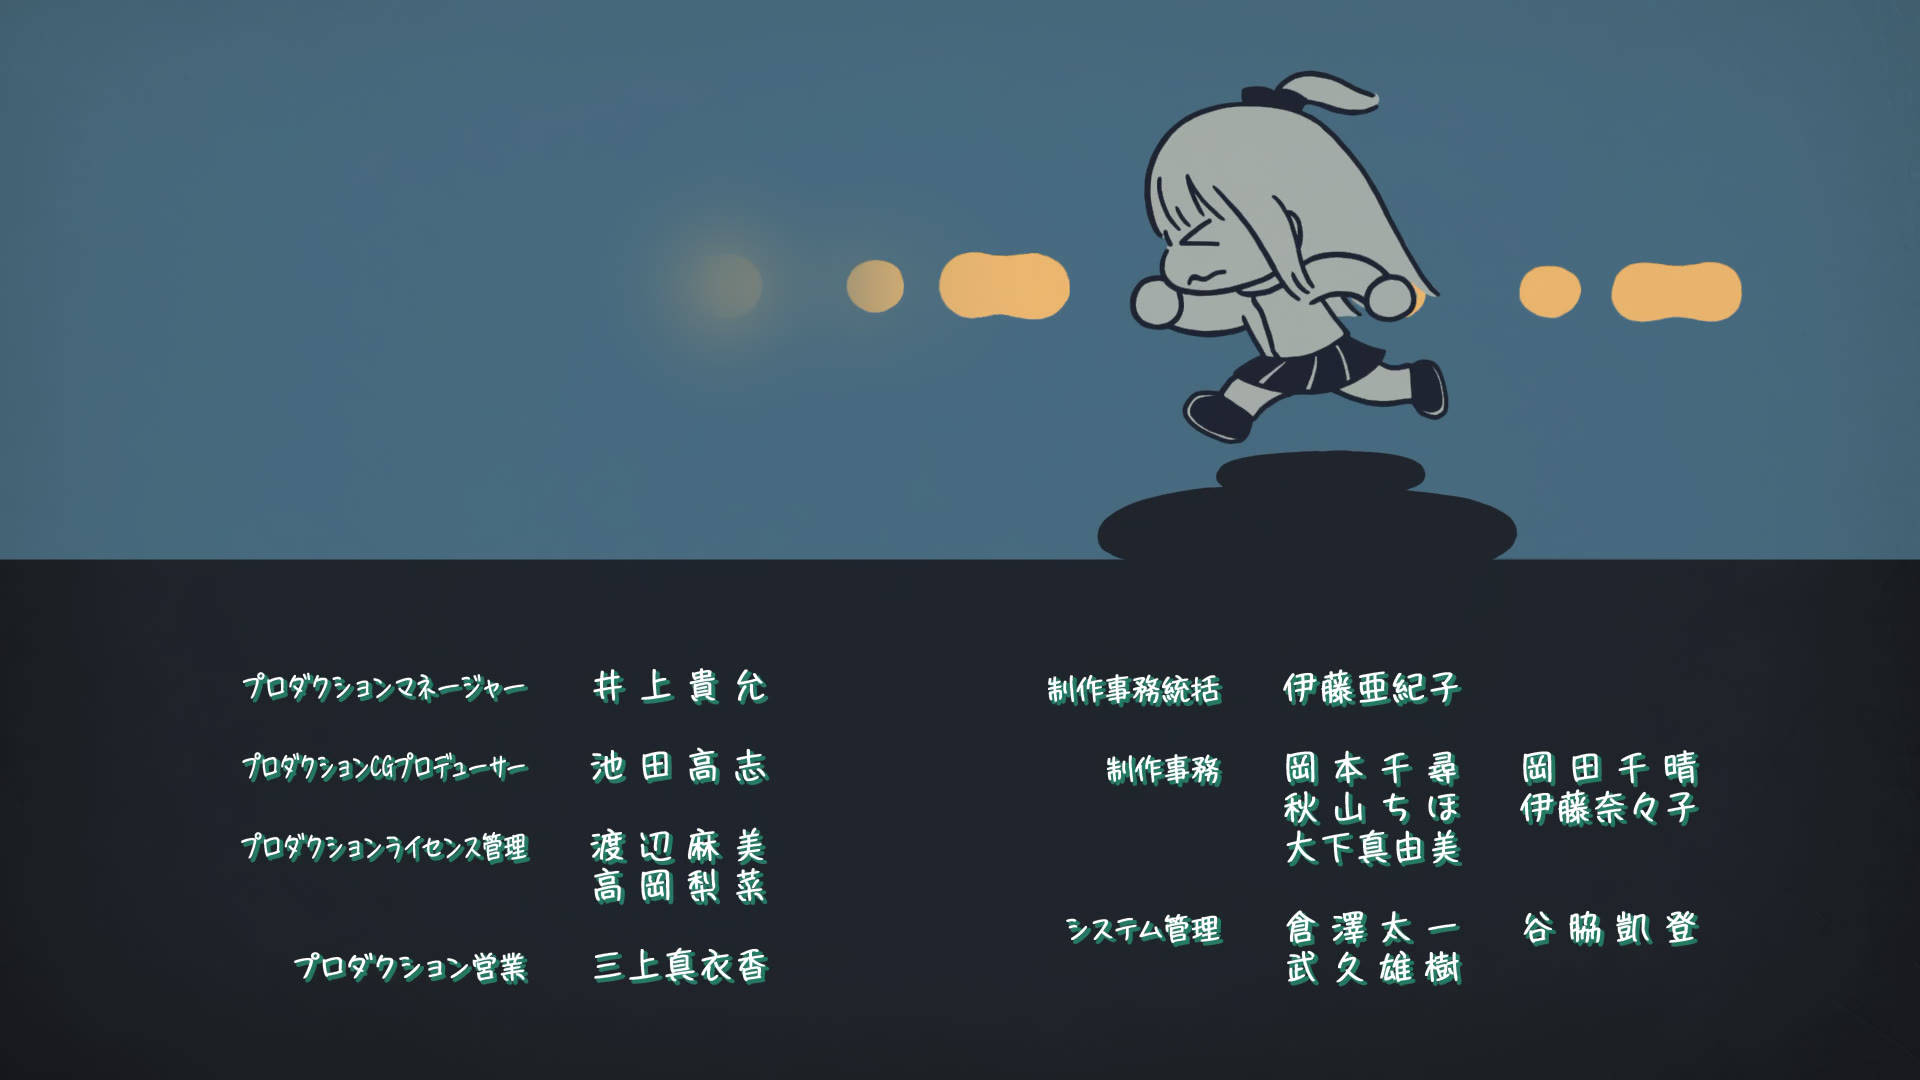 プロダクションマネージャー 井上貴允
プロダクションCGプロデューサー 池田高志
プロダクションライセンス管理 渡辺麻美
高岡梨菜
プロダクション営業 三上真衣香
制作事務統括 伊藤亜紀子
制作事務 岡本千尋 岡田千晴
秋山ちほ 伊藤奈々子
大下真由美
システム管理 倉澤太一 谷脇凱登
武久雄樹